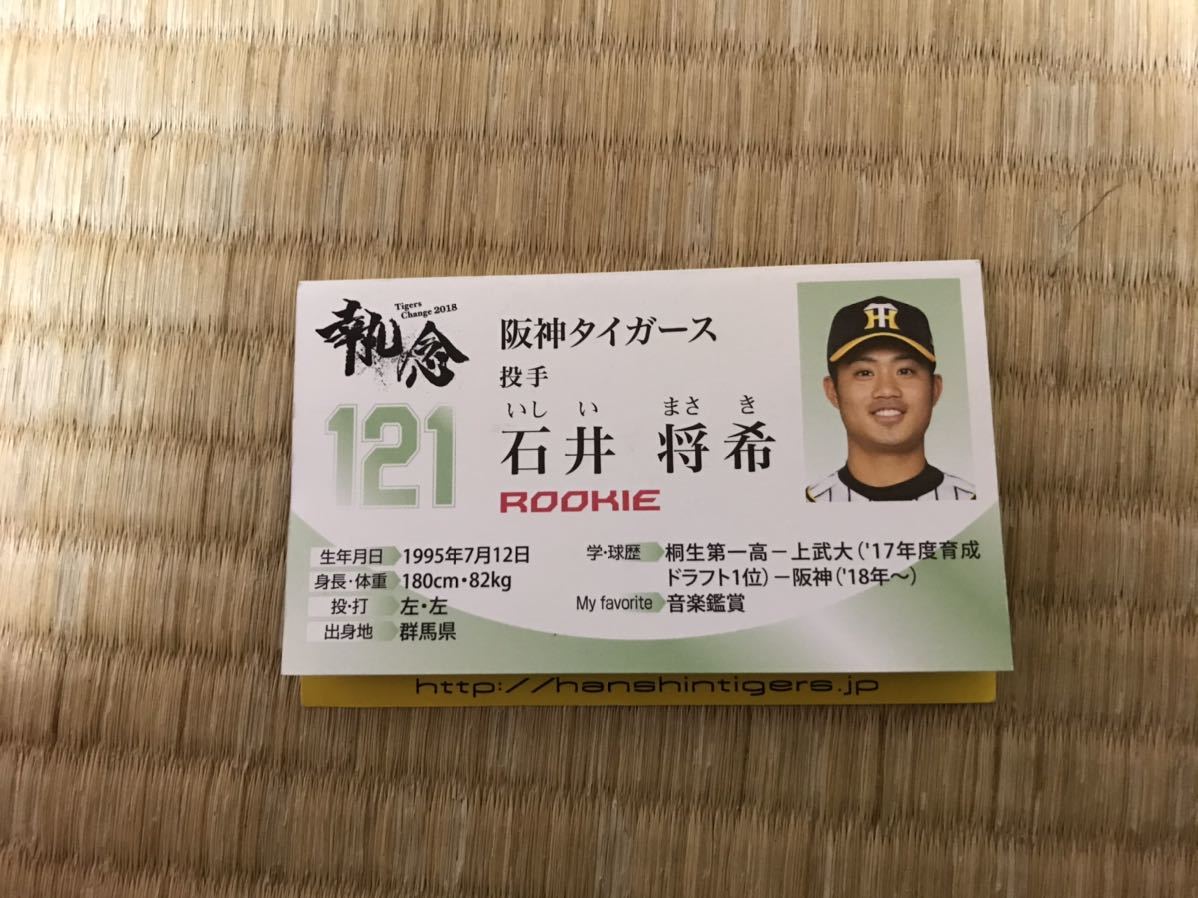 Tigers
Change 2018
執念
121
阪神タイガース
投手
いし い まさ き
石井 将希
ROOKIE
生年月日 1995年7月12日
身長・体重 180cm・82kg
投・打 左・左
出身地 群馬県
学・球歴 桐生第一高－上武大('17年度育成
ドラフト1位)－阪神('18年～)
My favorite 音楽鑑賞
http://hanshintigers.jp